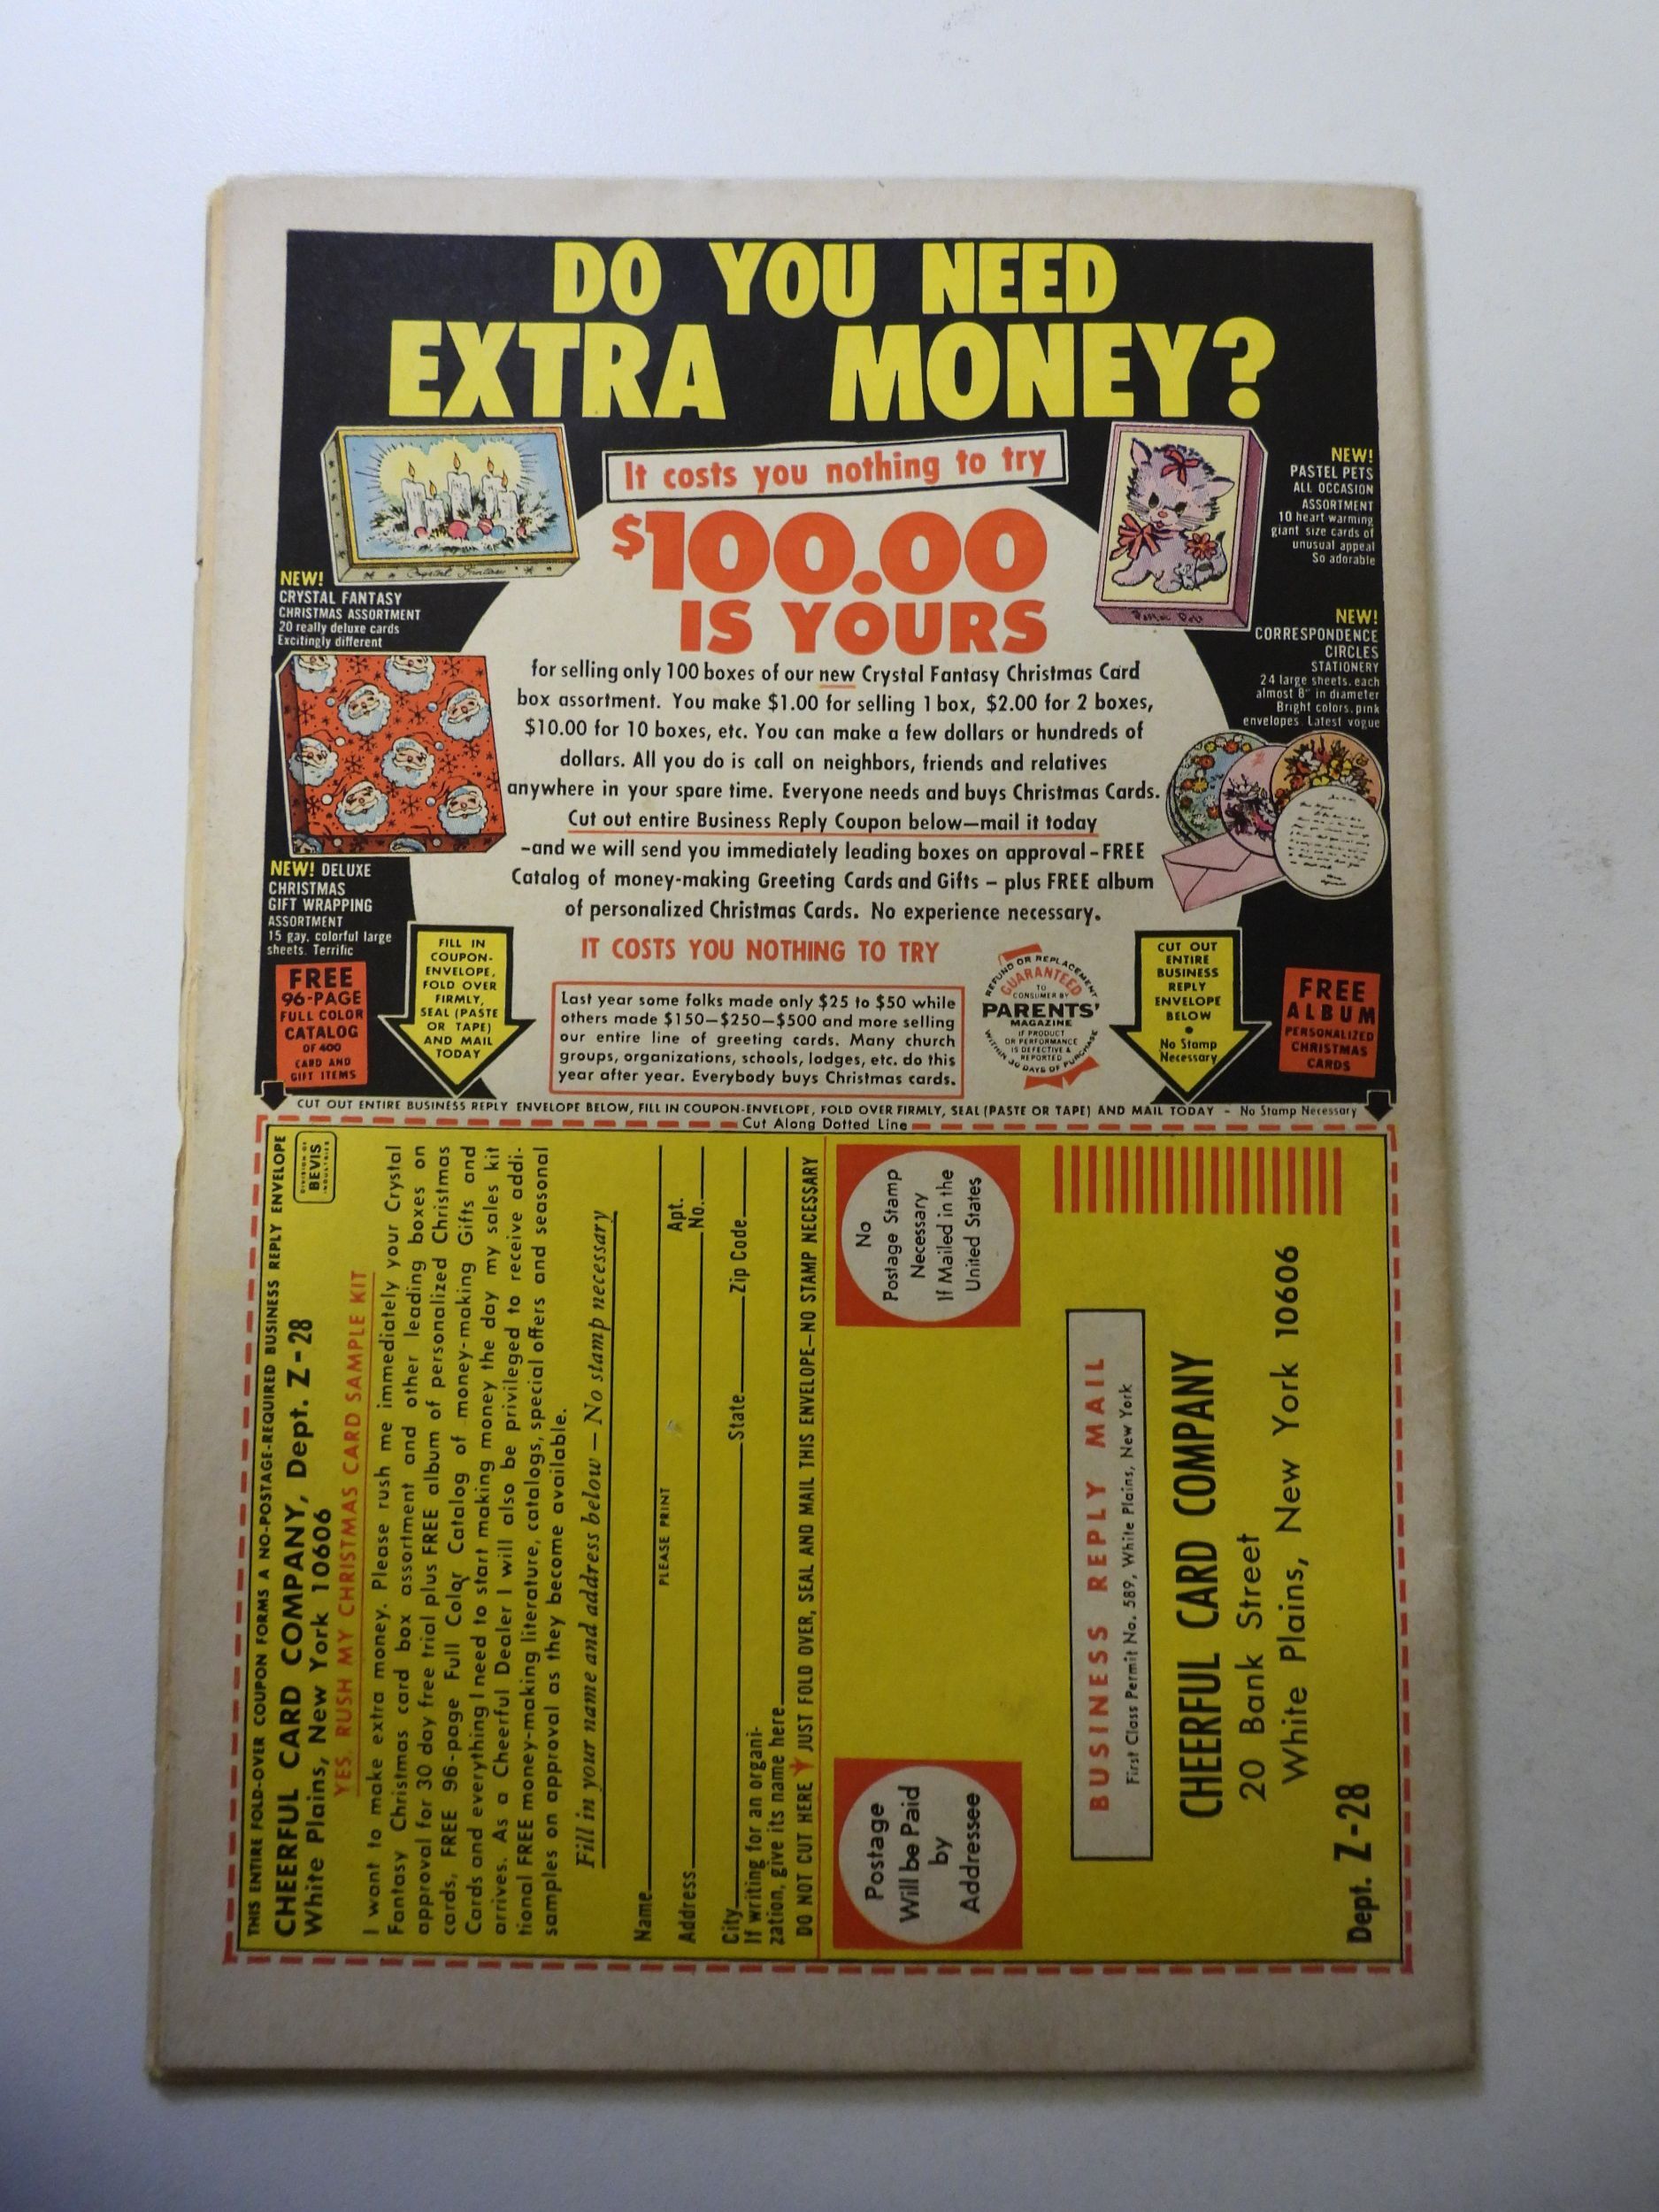 DO YOU NEED
EXTRA MONEY?
It costs you nothing to try
$100.00
IS YOURS
Crystal Fantasy
NEW!
CRYSTAL FANTASY
CHRISTMAS ASSORTMENT
20 really deluxe cards
Excitingly different
Pastel Pets
NEW!
PASTEL PETS
ALL OCCASION
ASSORTMENT
10 heart warming
giant size cards of
unusual appeal
So adorable
NEW!
CORRESPONDENCE
CIRCLES
STATIONERY
24 large sheets. each
almost 8" in diameter
Bright colors. pink
envelopes. Latest vogue
for selling only 100 boxes of our new Crystal Fantasy Christmas Card
box assortment. You make $1.00 for selling 1 box, $2.00 for 2 boxes,
$10.00 for 10 boxes, etc. You can make a few dollars or hundreds of
dollars. All you do is call on neighbors, friends and relatives
anywhere in your spare time. Everyone needs and buys Christmas Cards.
Cut out entire Business Reply Coupon below—mail it today
-and we will send you immediately leading boxes on approval-FREE
Catalog of money-making Greeting Cards and Gifts – plus FREE album
of personalized Christmas Cards. No experience necessary.
NEW! DELUXE
CHRISTMAS
GIFT WRAPPING
ASSORTMENT
15 gay, colorful large
sheets. Terrific
FREE
96-PAGE
FULL COLOR
CATALOG
OF 400
CARD AND
GIFT ITEMS
FILL IN
COUPON-
ENVELOPE,
FOLD OVER
FIRMLY,
SEAL (PASTE
OR TAPE)
AND MAIL
TODAY
IT COSTS YOU NOTHING TO TRY
Last year some folks made only $25 to $50 while
others made $150—$250—$500 and more selling
our entire line of greeting cards. Many church
groups, organizations, schools, lodges, etc. do this
year after year. Everybody buys Christmas cards.
REFUND OR REPLACEMENT
GUARANTEED
TO
CONSUMER BY
PARENTS'
MAGAZINE
IF PRODUCT
OR PERFORMANCE
IS DEFECTIVE &
REPORTED
WITHIN 30 DAYS OF PURCHASE
CUT OUT
ENTIRE
BUSINESS
REPLY
ENVELOPE
BELOW
•
No Stamp
Necessary
FREE
ALBUM
PERSONALIZED
CHRISTMAS
CARDS
CUT OUT ENTIRE BUSINESS REPLY ENVELOPE BELOW, FILL IN COUPON-ENVELOPE, FOLD OVER FIRMLY, SEAL (PASTE OR TAPE) AND MAIL TODAY – No Stamp Necessary
Cut Along Dotted Line
THIS ENTIRE FOLD-OVER COUPON FORMS A NO-POSTAGE-REQUIRED BUSINESS REPLY ENVELOPE
CHEERFUL CARD COMPANY, Dept. Z-28
White Plains, New York 10606
DIVISION OF
BEVIS
INDUSTRIES
YES, RUSH MY CHRISTMAS CARD SAMPLE KIT
I want to make extra money. Please rush me immediately your Crystal
Fantasy Christmas card box assortment and other leading boxes on
approval for 30 day free trial plus FREE album of personalized Christmas
cards, FREE 96-page Full Color Catalog of money-making Gifts and
Cards and everything I need to start making money the day my sales kit
arrives. As a Cheerful Dealer I will also be privileged to receive addi-
tional FREE money-making literature, catalogs, special offers and seasonal
samples on approval as they become available.
Fill in your name and address below — No stamp necessary
Name
PLEASE PRINT
Address Apt. No.
City State Zip Code
If writing for an organi-
zation, give its name here
DO NOT CUT HERE JUST FOLD OVER, SEAL AND MAIL THIS ENVELOPE—NO STAMP NECESSARY
Postage
Will be Paid
by
Addressee
No
Postage Stamp
Necessary
If Mailed in the
United States
BUSINESS REPLY MAIL
First Class Permit No. 589, White Plains, New York
CHEERFUL CARD COMPANY
20 Bank Street
White Plains, New York 10606
Dept. Z-28